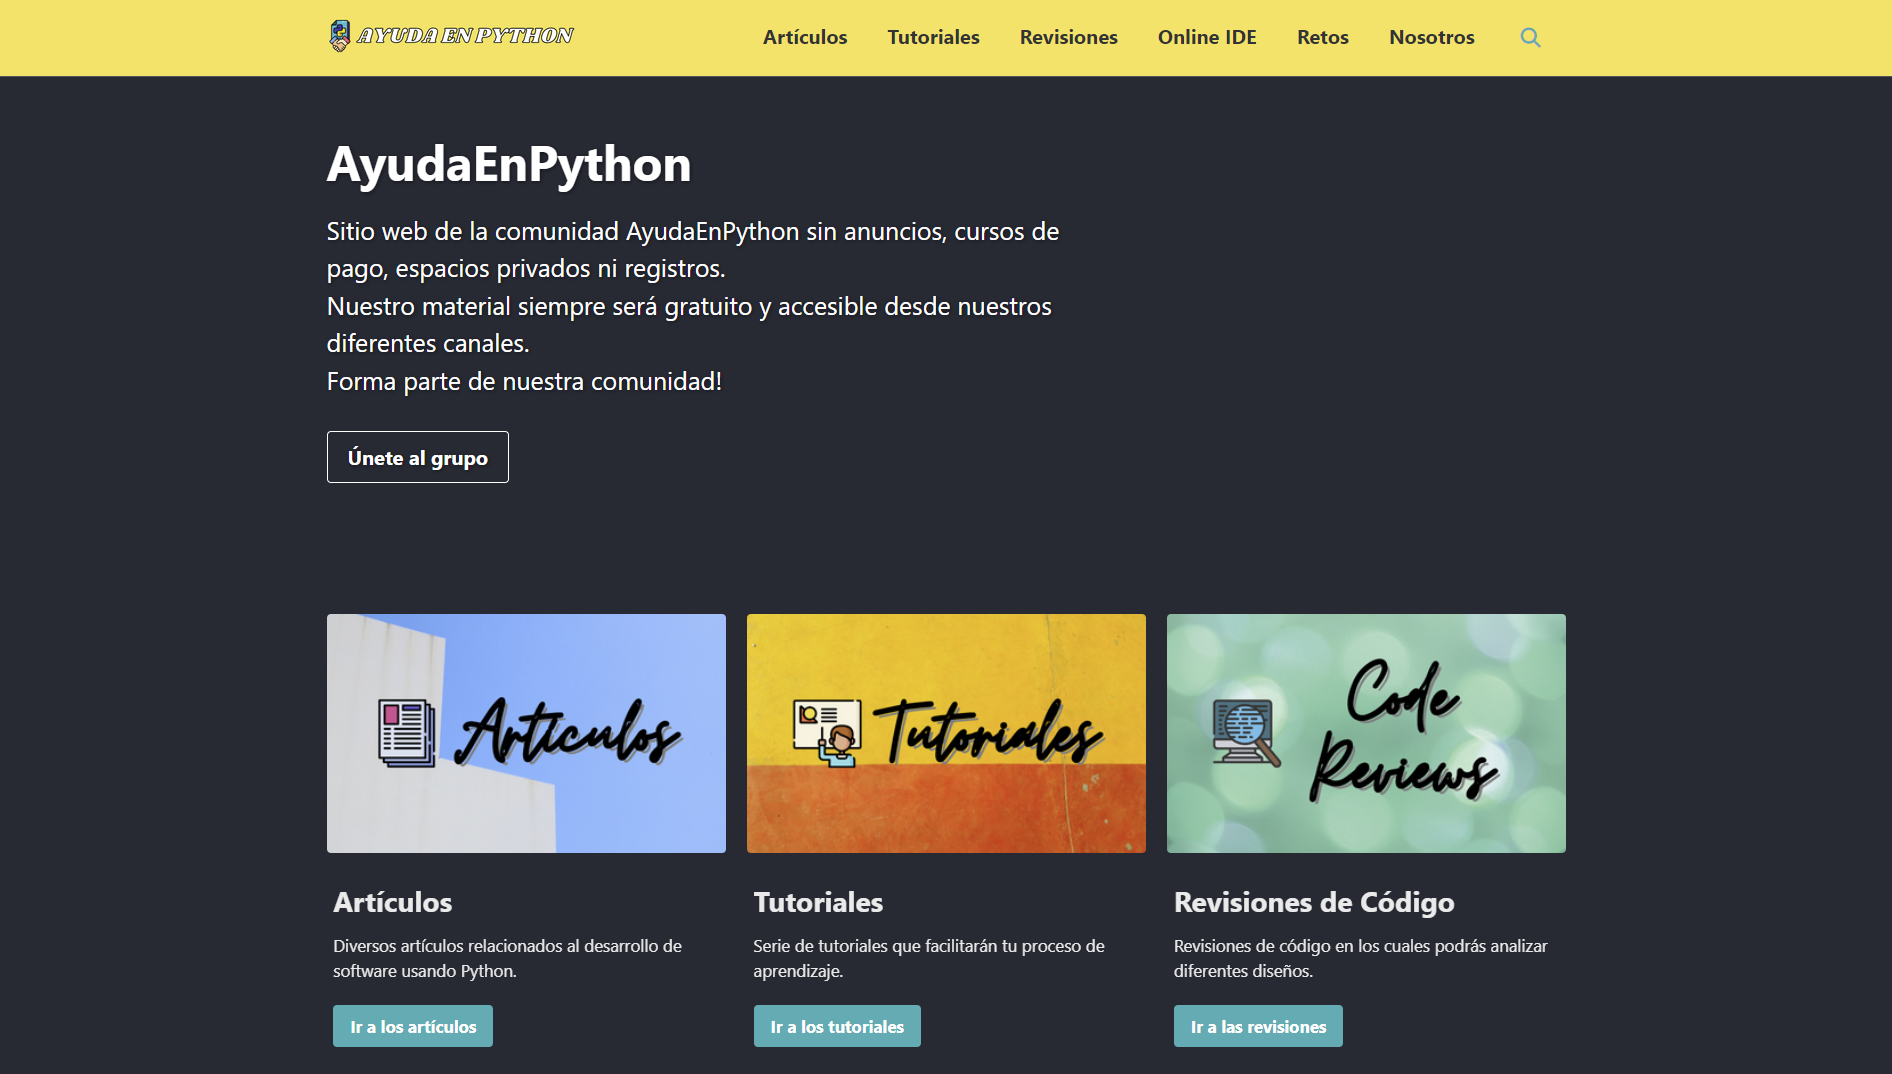 AYUDA EN PYTHON
Artículos
Tutoriales
Revisiones
Online IDE
Retos
Nosotros
AyudaEnPython
Sitio web de la comunidad AyudaEnPython sin anuncios, cursos de
pago, espacios privados ni registros.
Nuestro material siempre será gratuito y accesible desde nuestros
diferentes canales.
Forma parte de nuestra comunidad!
Únete al grupo
Artículos
Tutoriales
Code
Reviews
Artículos
Diversos artículos relacionados al desarrollo de
software usando Python.
Ir a los artículos
Tutoriales
Serie de tutoriales que facilitarán tu proceso de
aprendizaje.
Ir a los tutoriales
Revisiones de Código
Revisiones de código en los cuales podrás analizar
diferentes diseños.
Ir a las revisiones